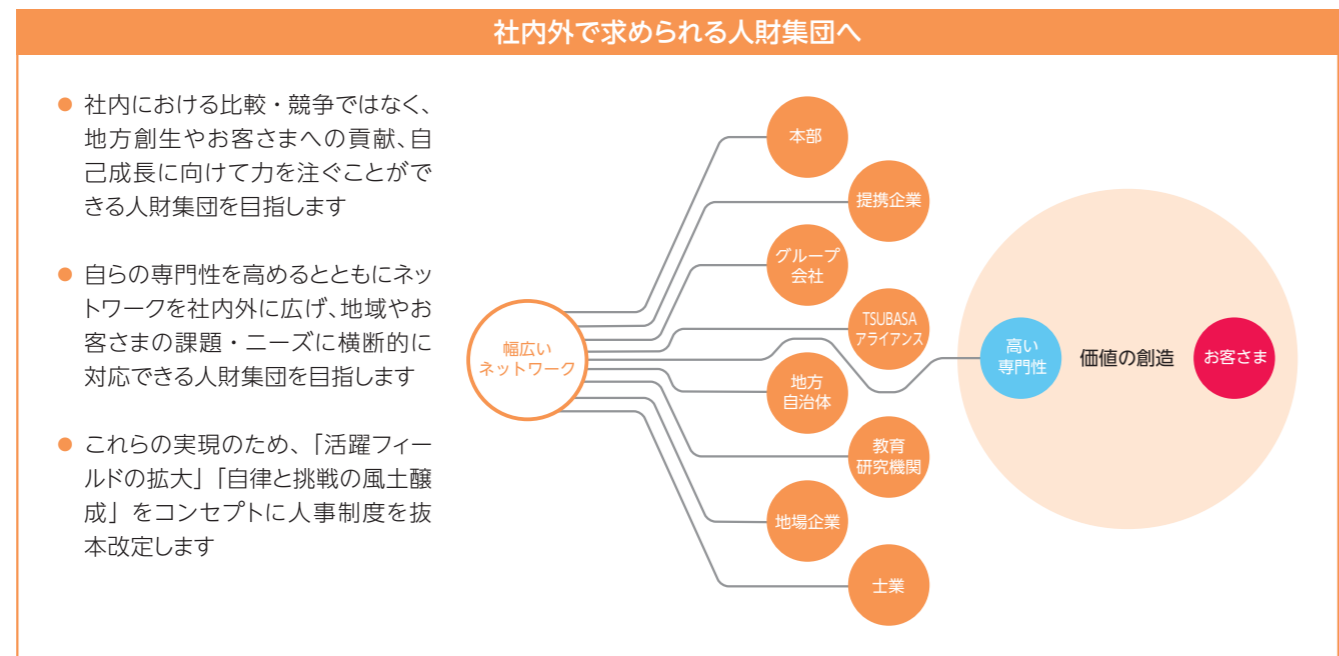 社内外で求められる人財集団へ
● 社内における比較・競争ではなく、
地方創生やお客さまへの貢献、自
己成長に向けて力を注ぐことがで
きる人財集団を目指します
● 自らの専門性を高めるとともにネッ
トワークを社内外に広げ、地域やお
客さまの課題・ニーズに横断的に
対応できる人財集団を目指します
● これらの実現のため、「活躍フィー
ルドの拡大」「自律と挑戦の風土醸
成」をコンセプトに人事制度を抜
本改定します
幅広い
ネットワーク
本部
提携企業
グループ
会社
TSUBASA
アライアンス
地方
自治体
教育
研究機関
地場企業
士業
高い
専門性
価値の創造
お客さま